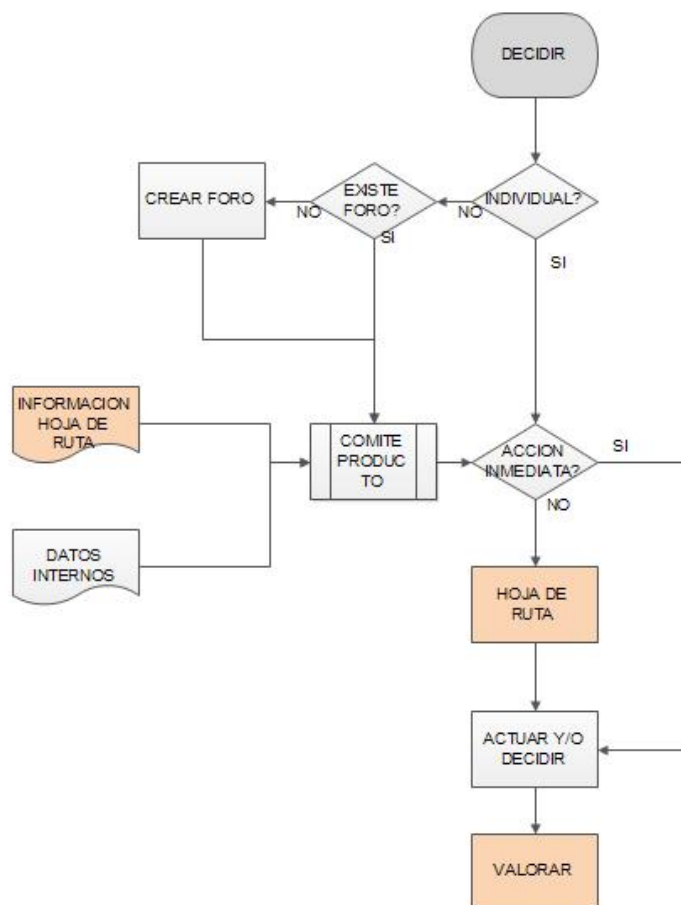 DECIDIR
INDIVIDUAL?
NO
SI
EXISTE
FORO?
NO
SI
CREAR FORO
INFORMACION
HOJA DE
RUTA
DATOS
INTERNOS
COMITE
PRODUC
TO
ACCION
INMEDIATA?
SI
NO
HOJA DE
RUTA
ACTUAR Y/O
DECIDIR
VALORAR